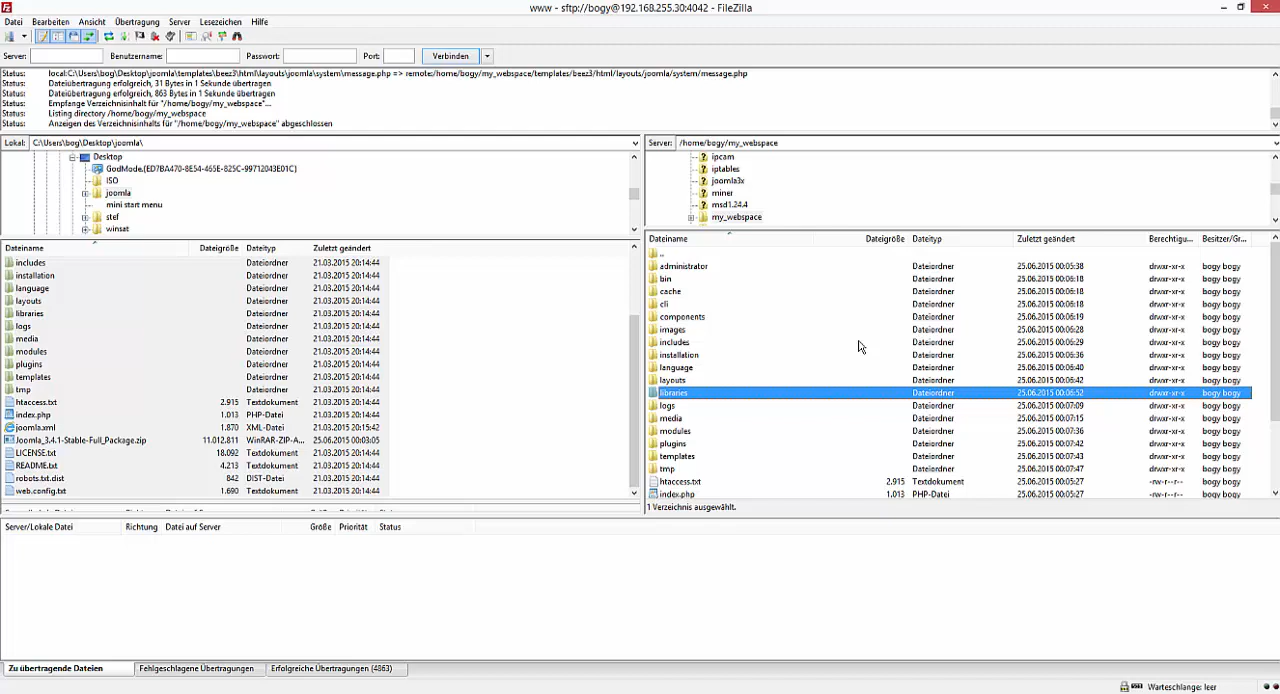 www - sftp://bogy@192.168.255.30:4042 - FileZilla
Datei Bearbeiten Ansicht Übertragung Server Lesezeichen Hilfe
Server: Benutzername: Passwort: Port: Verbinden
Status: local:C:\Users\bog\Desktop\joomla\templates\beez3\html\layouts\joomla\system\message.php => remote:/home/bogy/my_webspace/templates/beez3/html/layouts/joomla/system/message.php
Status: Dateiübertragung erfolgreich, 31 Bytes in 1 Sekunde übertragen
Status: Dateiübertragung erfolgreich, 863 Bytes in 1 Sekunde übertragen
Status: Empfange Verzeichnisinhalt für "/home/bogy/my_webspace"...
Status: Listing directory /home/bogy/my_webspace
Status: Anzeigen des Verzeichnisinhalts für "/home/bogy/my_webspace" abgeschlossen
Lokal: C:\Users\bog\Desktop\joomla\
Desktop
GodMode.{ED7BA470-8E54-465E-825C-99712043E01C}
ISO
joomla
mini start menu
stef
winsat
Dateiname Dateigröße Dateityp Zuletzt geändert
includes Dateiordner 21.03.2015 20:14:44
installation Dateiordner 21.03.2015 20:14:44
language Dateiordner 21.03.2015 20:14:44
layouts Dateiordner 21.03.2015 20:14:44
libraries Dateiordner 21.03.2015 20:14:44
logs Dateiordner 21.03.2015 20:14:44
media Dateiordner 21.03.2015 20:14:44
modules Dateiordner 21.03.2015 20:14:44
plugins Dateiordner 21.03.2015 20:14:44
templates Dateiordner 21.03.2015 20:14:44
tmp Dateiordner 21.03.2015 20:14:44
htaccess.txt 2.915 Textdokument 21.03.2015 20:14:44
index.php 1.013 PHP-Datei 21.03.2015 20:14:44
joomla.xml 1.870 XML-Datei 21.03.2015 20:15:42
Joomla_3.4.1-Stable-Full_Package.zip 11.012.811 WinRAR-ZIP-A... 25.06.2015 00:03:05
LICENSE.txt 18.092 Textdokument 21.03.2015 20:14:44
README.txt 4.213 Textdokument 21.03.2015 20:14:44
robots.txt.dist 842 DIST-Datei 21.03.2015 20:14:44
web.config.txt 1.690 Textdokument 21.03.2015 20:14:44
Server: /home/bogy/my_webspace
ipcam
iptables
joomla3x
miner
msd1.24.4
my_webspace
Dateiname Dateigröße Dateityp Zuletzt geändert Berechtigu... Besitzer/Gr...
..
administrator Dateiordner 25.06.2015 00:05:38 drwxr-xr-x bogy bogy
bin Dateiordner 25.06.2015 00:06:18 drwxr-xr-x bogy bogy
cache Dateiordner 25.06.2015 00:06:18 drwxr-xr-x bogy bogy
cli Dateiordner 25.06.2015 00:06:18 drwxr-xr-x bogy bogy
components Dateiordner 25.06.2015 00:06:19 drwxr-xr-x bogy bogy
images Dateiordner 25.06.2015 00:06:28 drwxr-xr-x bogy bogy
includes Dateiordner 25.06.2015 00:06:29 drwxr-xr-x bogy bogy
installation Dateiordner 25.06.2015 00:06:36 drwxr-xr-x bogy bogy
language Dateiordner 25.06.2015 00:06:40 drwxr-xr-x bogy bogy
layouts Dateiordner 25.06.2015 00:06:42 drwxr-xr-x bogy bogy
libraries Dateiordner 25.06.2015 00:06:52 drwxr-xr-x bogy bogy
logs Dateiordner 25.06.2015 00:07:09 drwxr-xr-x bogy bogy
media Dateiordner 25.06.2015 00:07:15 drwxr-xr-x bogy bogy
modules Dateiordner 25.06.2015 00:07:36 drwxr-xr-x bogy bogy
plugins Dateiordner 25.06.2015 00:07:42 drwxr-xr-x bogy bogy
templates Dateiordner 25.06.2015 00:07:43 drwxr-xr-x bogy bogy
tmp Dateiordner 25.06.2015 00:07:47 drwxr-xr-x bogy bogy
htaccess.txt 2.915 Textdokument 25.06.2015 00:05:27 -rw-r--r-- bogy bogy
index.php 1.013 PHP-Datei 25.06.2015 00:05:27 -rw-r--r-- bogy bogy
1 Verzeichnis ausgewählt.
Server/Lokale Datei Richtung Datei auf Server Größe Priorität Status
Zu übertragende Dateien Fehlgeschlagene Übertragungen Erfolgreiche Übertragungen (4863)
Warteschlange: leer